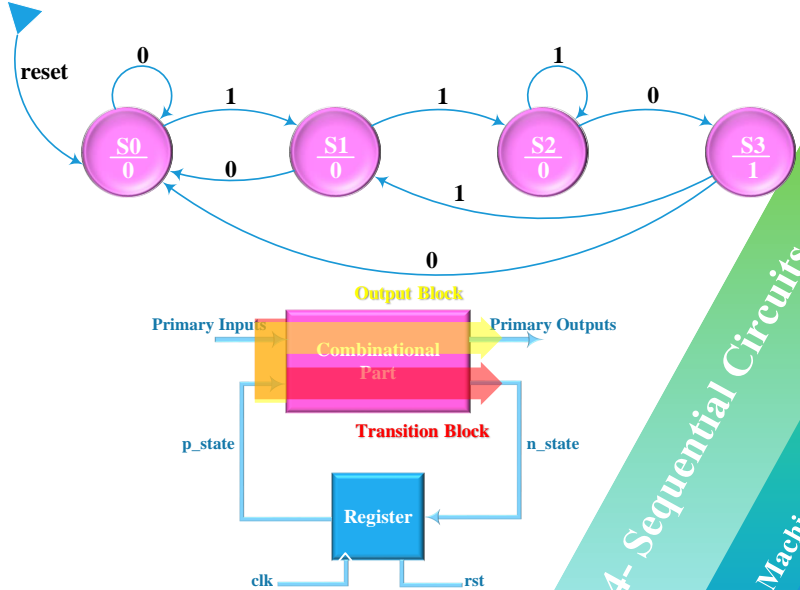 0
1
reset
1
1
0
S0
0
S1
0
S2
0
S3
1
0
1
0
Output Block
Primary Inputs
Primary Outputs
Combinational
Part
Transition Block
p_state
n_state
Register
clk
rst
4- Sequential Circuits
Machi